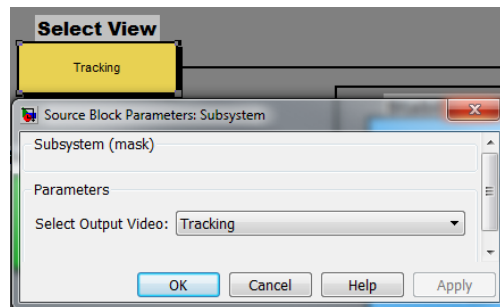 Select View
Tracking
Source Block Parameters: Subsystem
Subsystem (mask)
Parameters
Select Output Video: Tracking
OK Cancel Help Apply